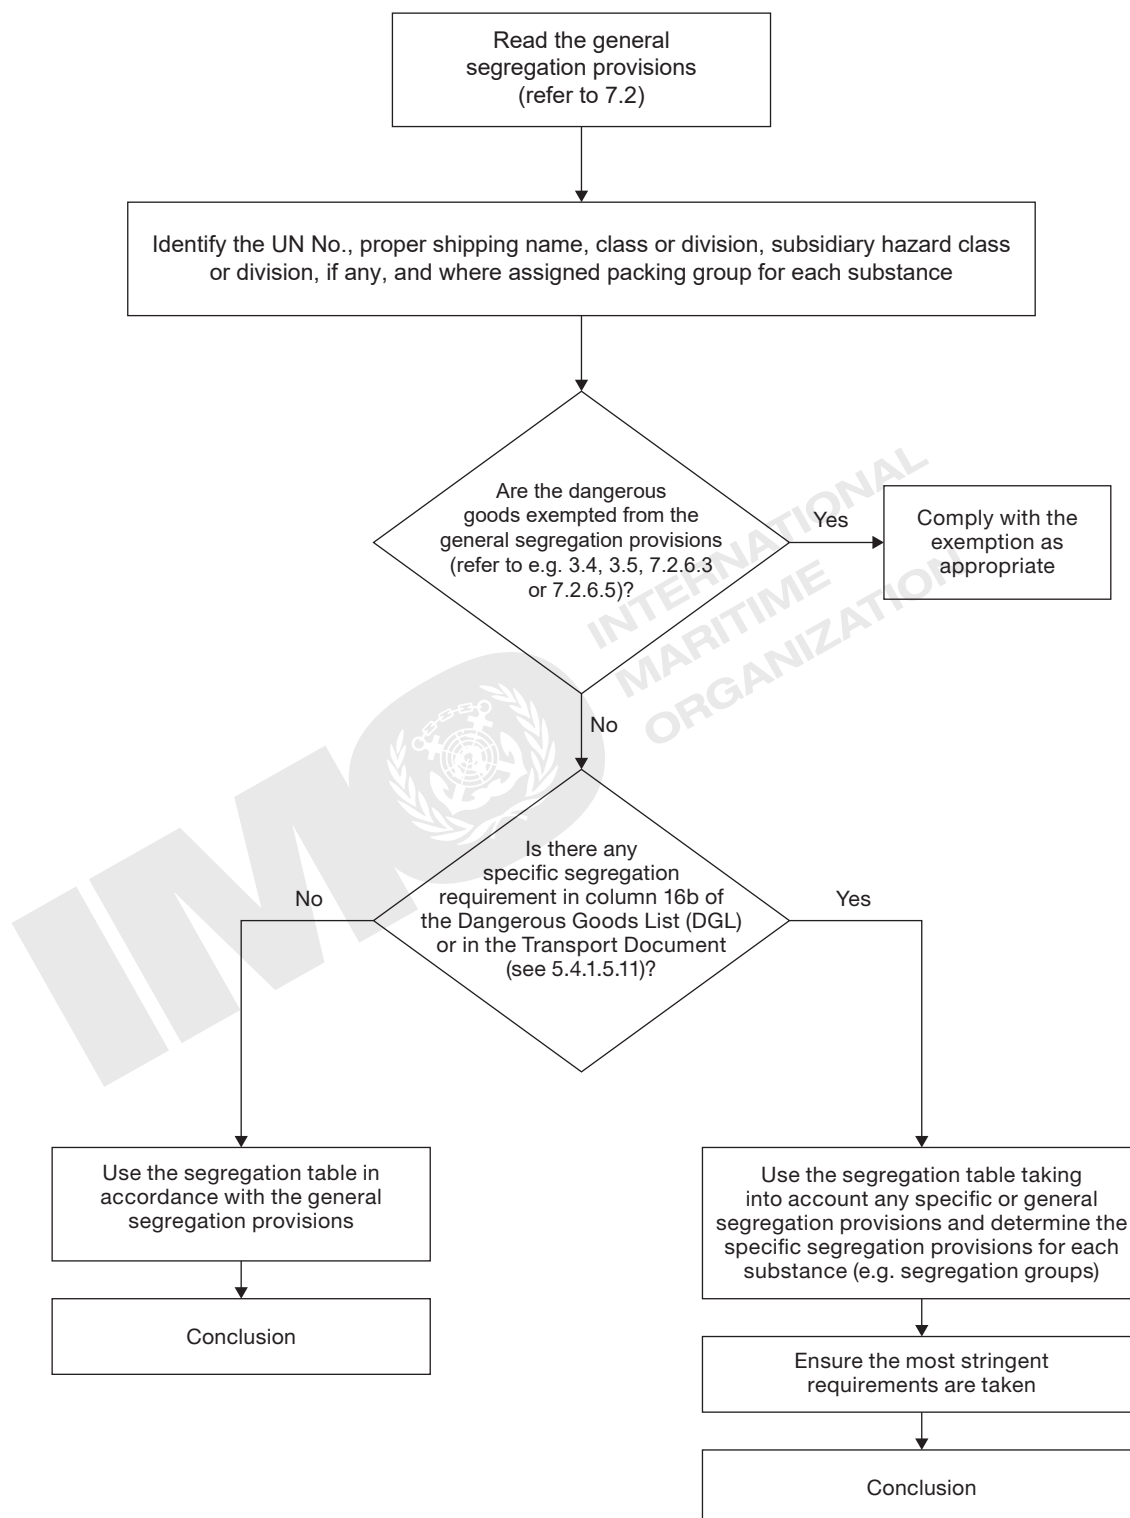 Read the general
segregation provisions
(refer to 7.2)
Identify the UN No., proper shipping name, class or division, subsidiary hazard class
or division, if any, and where assigned packing group for each substance
Are the dangerous
goods exempted from the
general segregation provisions
(refer to e.g. 3.4, 3.5, 7.2.6.3
or 7.2.6.5)?
Yes
Comply with the
exemption as
appropriate
INTERNATIONAL
MARITIME
ORGANIZATION
IMO
No
Is there any
specific segregation
requirement in column 16b of
the Dangerous Goods List (DGL)
or in the Transport Document
(see 5.4.1.5.11)?
No
Yes
Use the segregation table in
accordance with the general
segregation provisions
Conclusion
Use the segregation table taking
into account any specific or general
segregation provisions and determine the
specific segregation provisions for each
substance (e.g. segregation groups)
Ensure the most stringent
requirements are taken
Conclusion